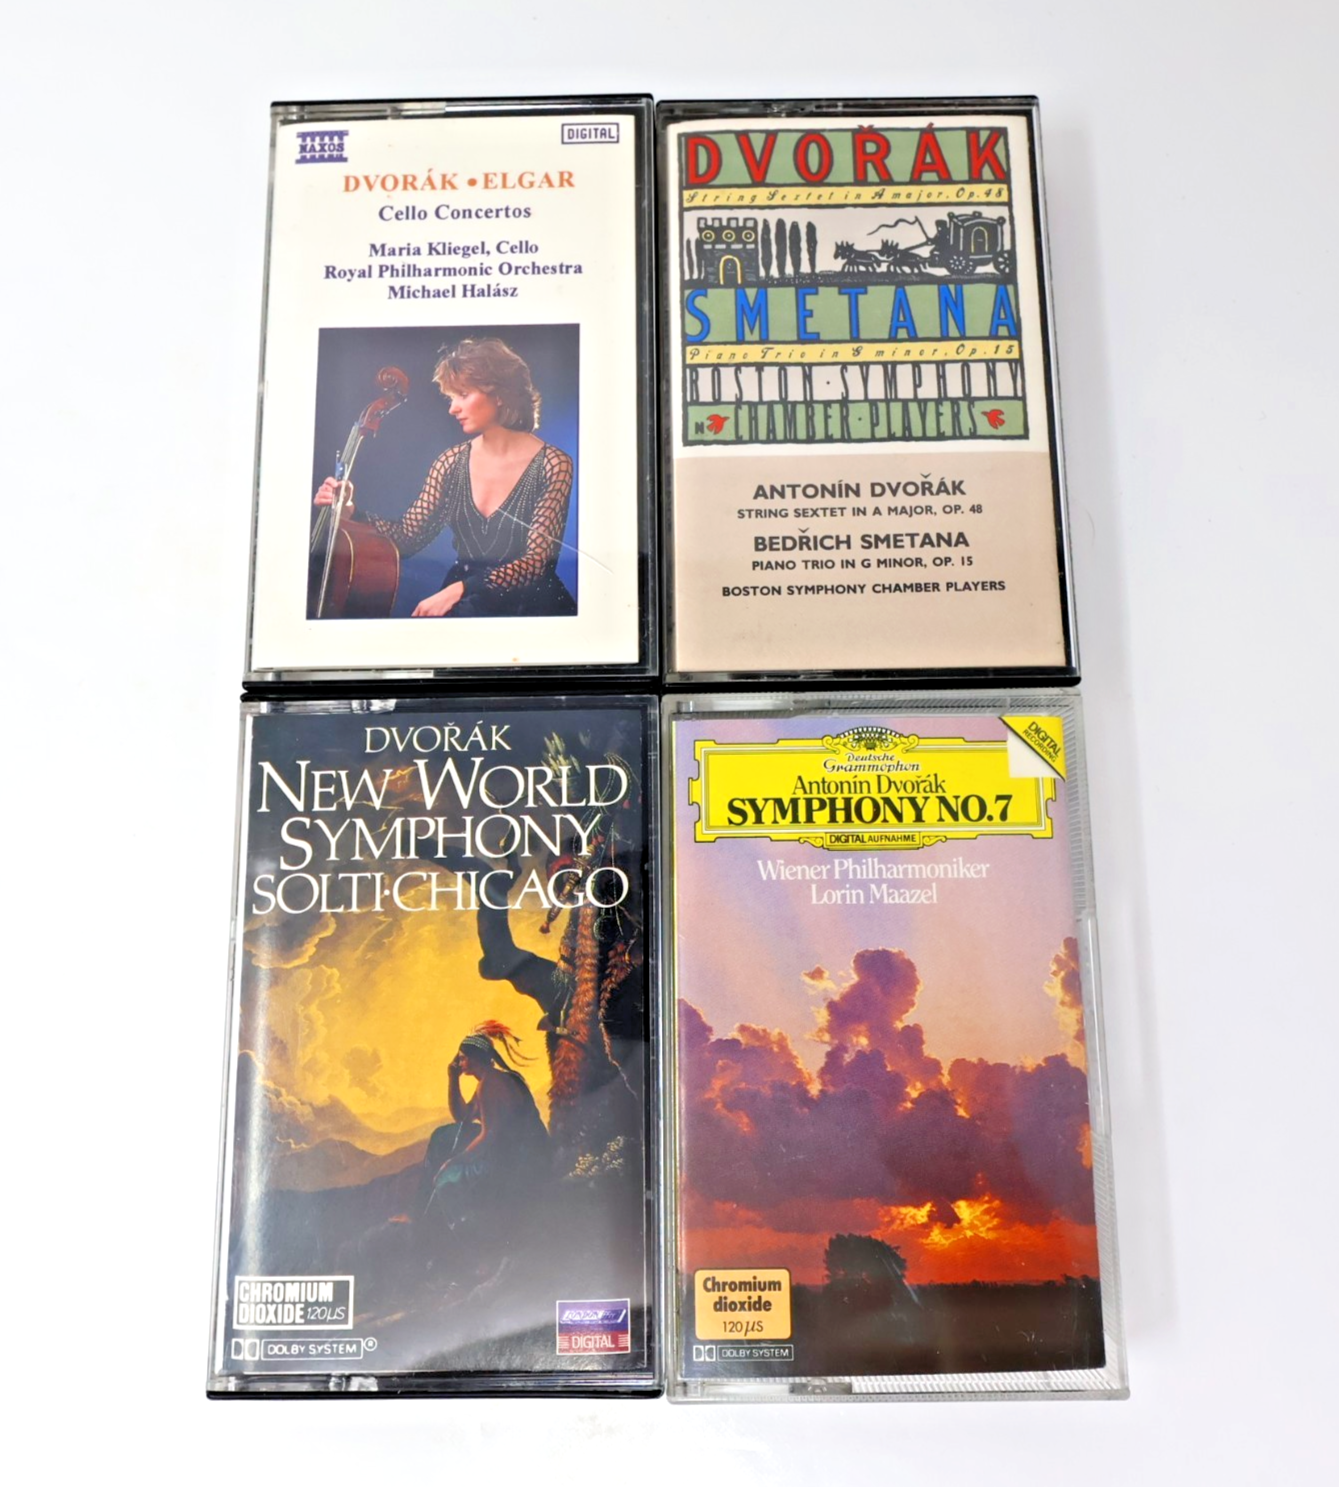 NAXOS
DIGITAL
DVORÁK • ELGAR
Cello Concertos
Maria Kliegel, Cello
Royal Philharmonic Orchestra
Michael Halász
DVOŘÁK
String Sextet in A major, Op. 48
SMETANA
Piano Trio in G minor, Op. 15
BOSTON · SYMPHONY
CHAMBER · PLAYERS
ANTONÍN DVOŘÁK
STRING SEXTET IN A MAJOR, OP. 48
BEDŘICH SMETANA
PIANO TRIO IN G MINOR, OP. 15
BOSTON SYMPHONY CHAMBER PLAYERS
DVOŘÁK
NEW WORLD
SYMPHONY
SOLTI·CHICAGO
CHROMIUM
DIOXIDE 120µS
DOLBY SYSTEM®
LONDON
DIGITAL
DIGITAL
RECORDING
Deutsche
Grammophon
Antonín Dvořák
SYMPHONY NO.7
DIGITAL AUFNAHME
Wiener Philharmoniker
Lorin Maazel
Chromium
dioxide
120 µS
DOLBY SYSTEM